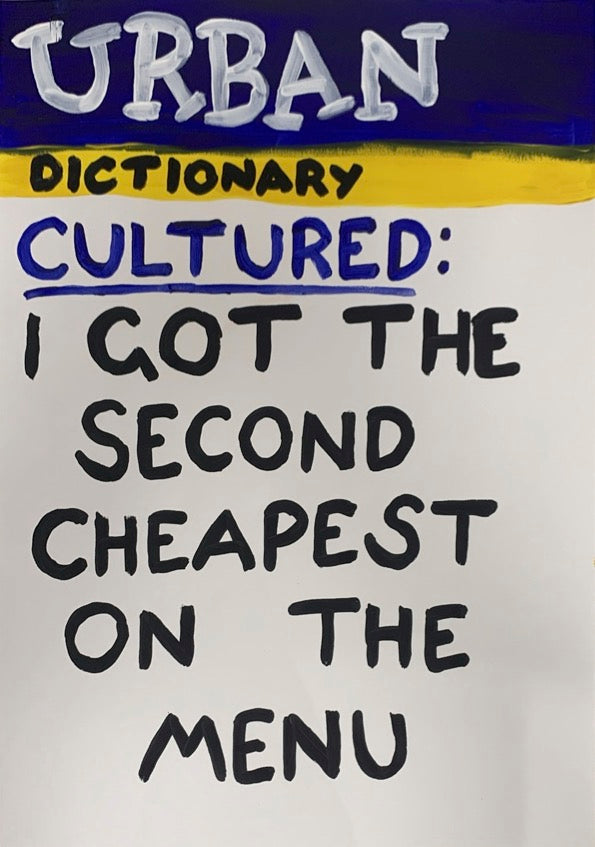 URBAN
DICTIONARY
CULTURED:
I GOT THE
SECOND
CHEAPEST
ON THE
MENU